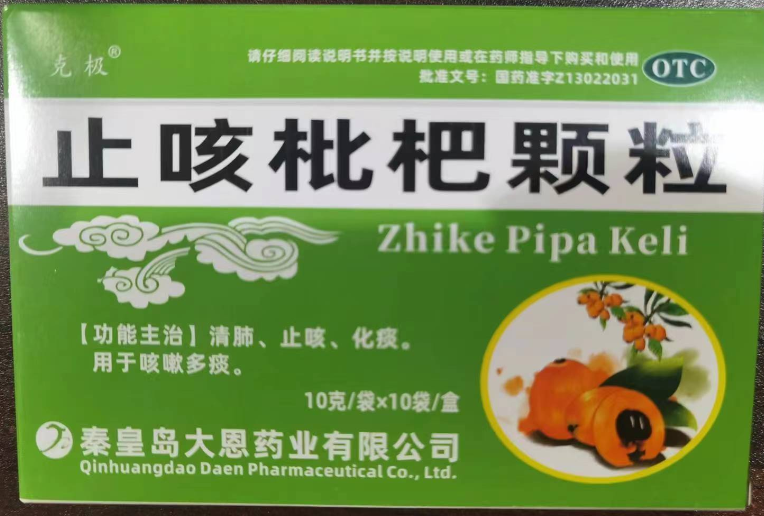 克极®
请仔细阅读说明书并按说明使用或在药师指导下购买和使用
批准文号：国药准字Z13022031
OTC
止咳枇杷颗粒
Zhike Pipa Keli
【功能主治】清肺、止咳、化痰。
用于咳嗽多痰。
10克/袋×10袋/盒
秦皇岛大恩药业有限公司
Qinhuangdao Daen Pharmaceutical Co., Ltd.